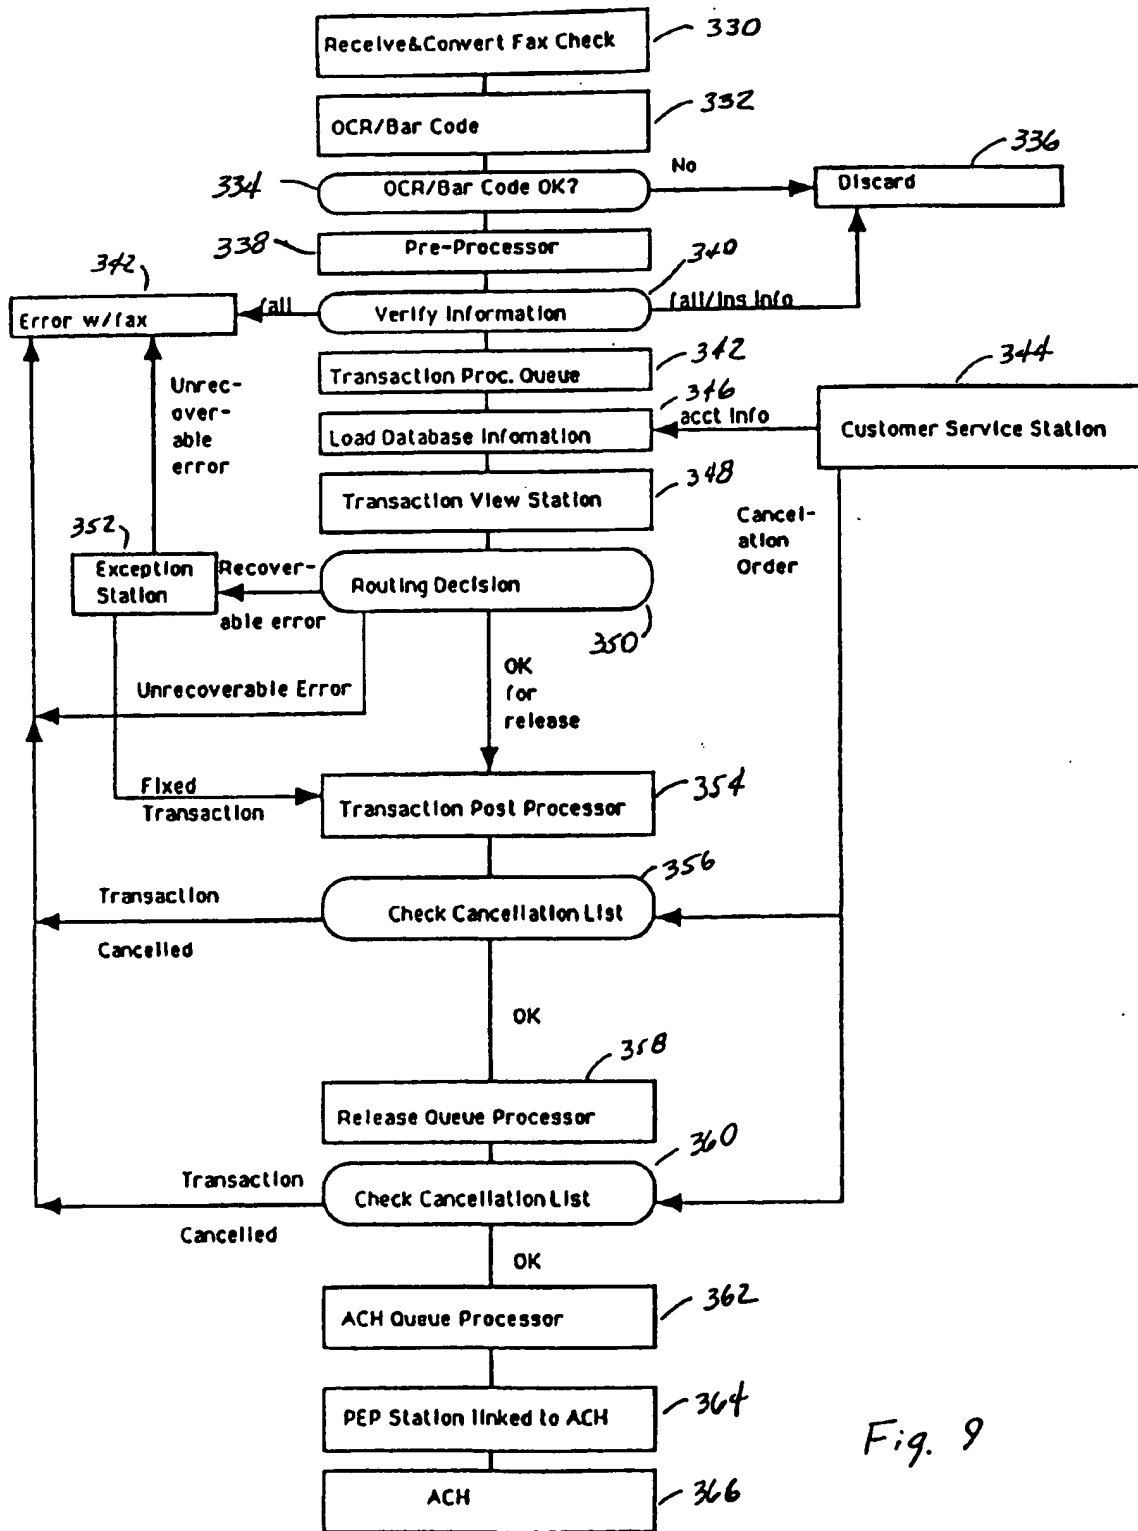 Receive&Convert Fax Check
330
OCR/Bar Code
332
334
OCR/Bar Code OK?
No
336
Discard
338
Pre-Processor
340
342
Error w/fax
fail
Verify Information
fail/ins info
342
Transaction Proc. Queue
346
344
Load Database Infomation
acct info
Customer Service Station
Unrec-
over-
able
error
348
Transaction View Station
Cancel-
ation
Order
352
Exception
Station
Recover-
able error
Routing Decision
350
Unrecoverable Error
OK
for
release
Fixed
Transaction
Transaction Post Processor
354
356
Transaction
Cancelled
Check Cancellation List
OK
358
Release Queue Processor
360
Transaction
Cancelled
Check Cancellation List
OK
ACH Queue Processor
362
PEP Station linked to ACH
364
ACH
366
Fig. 9